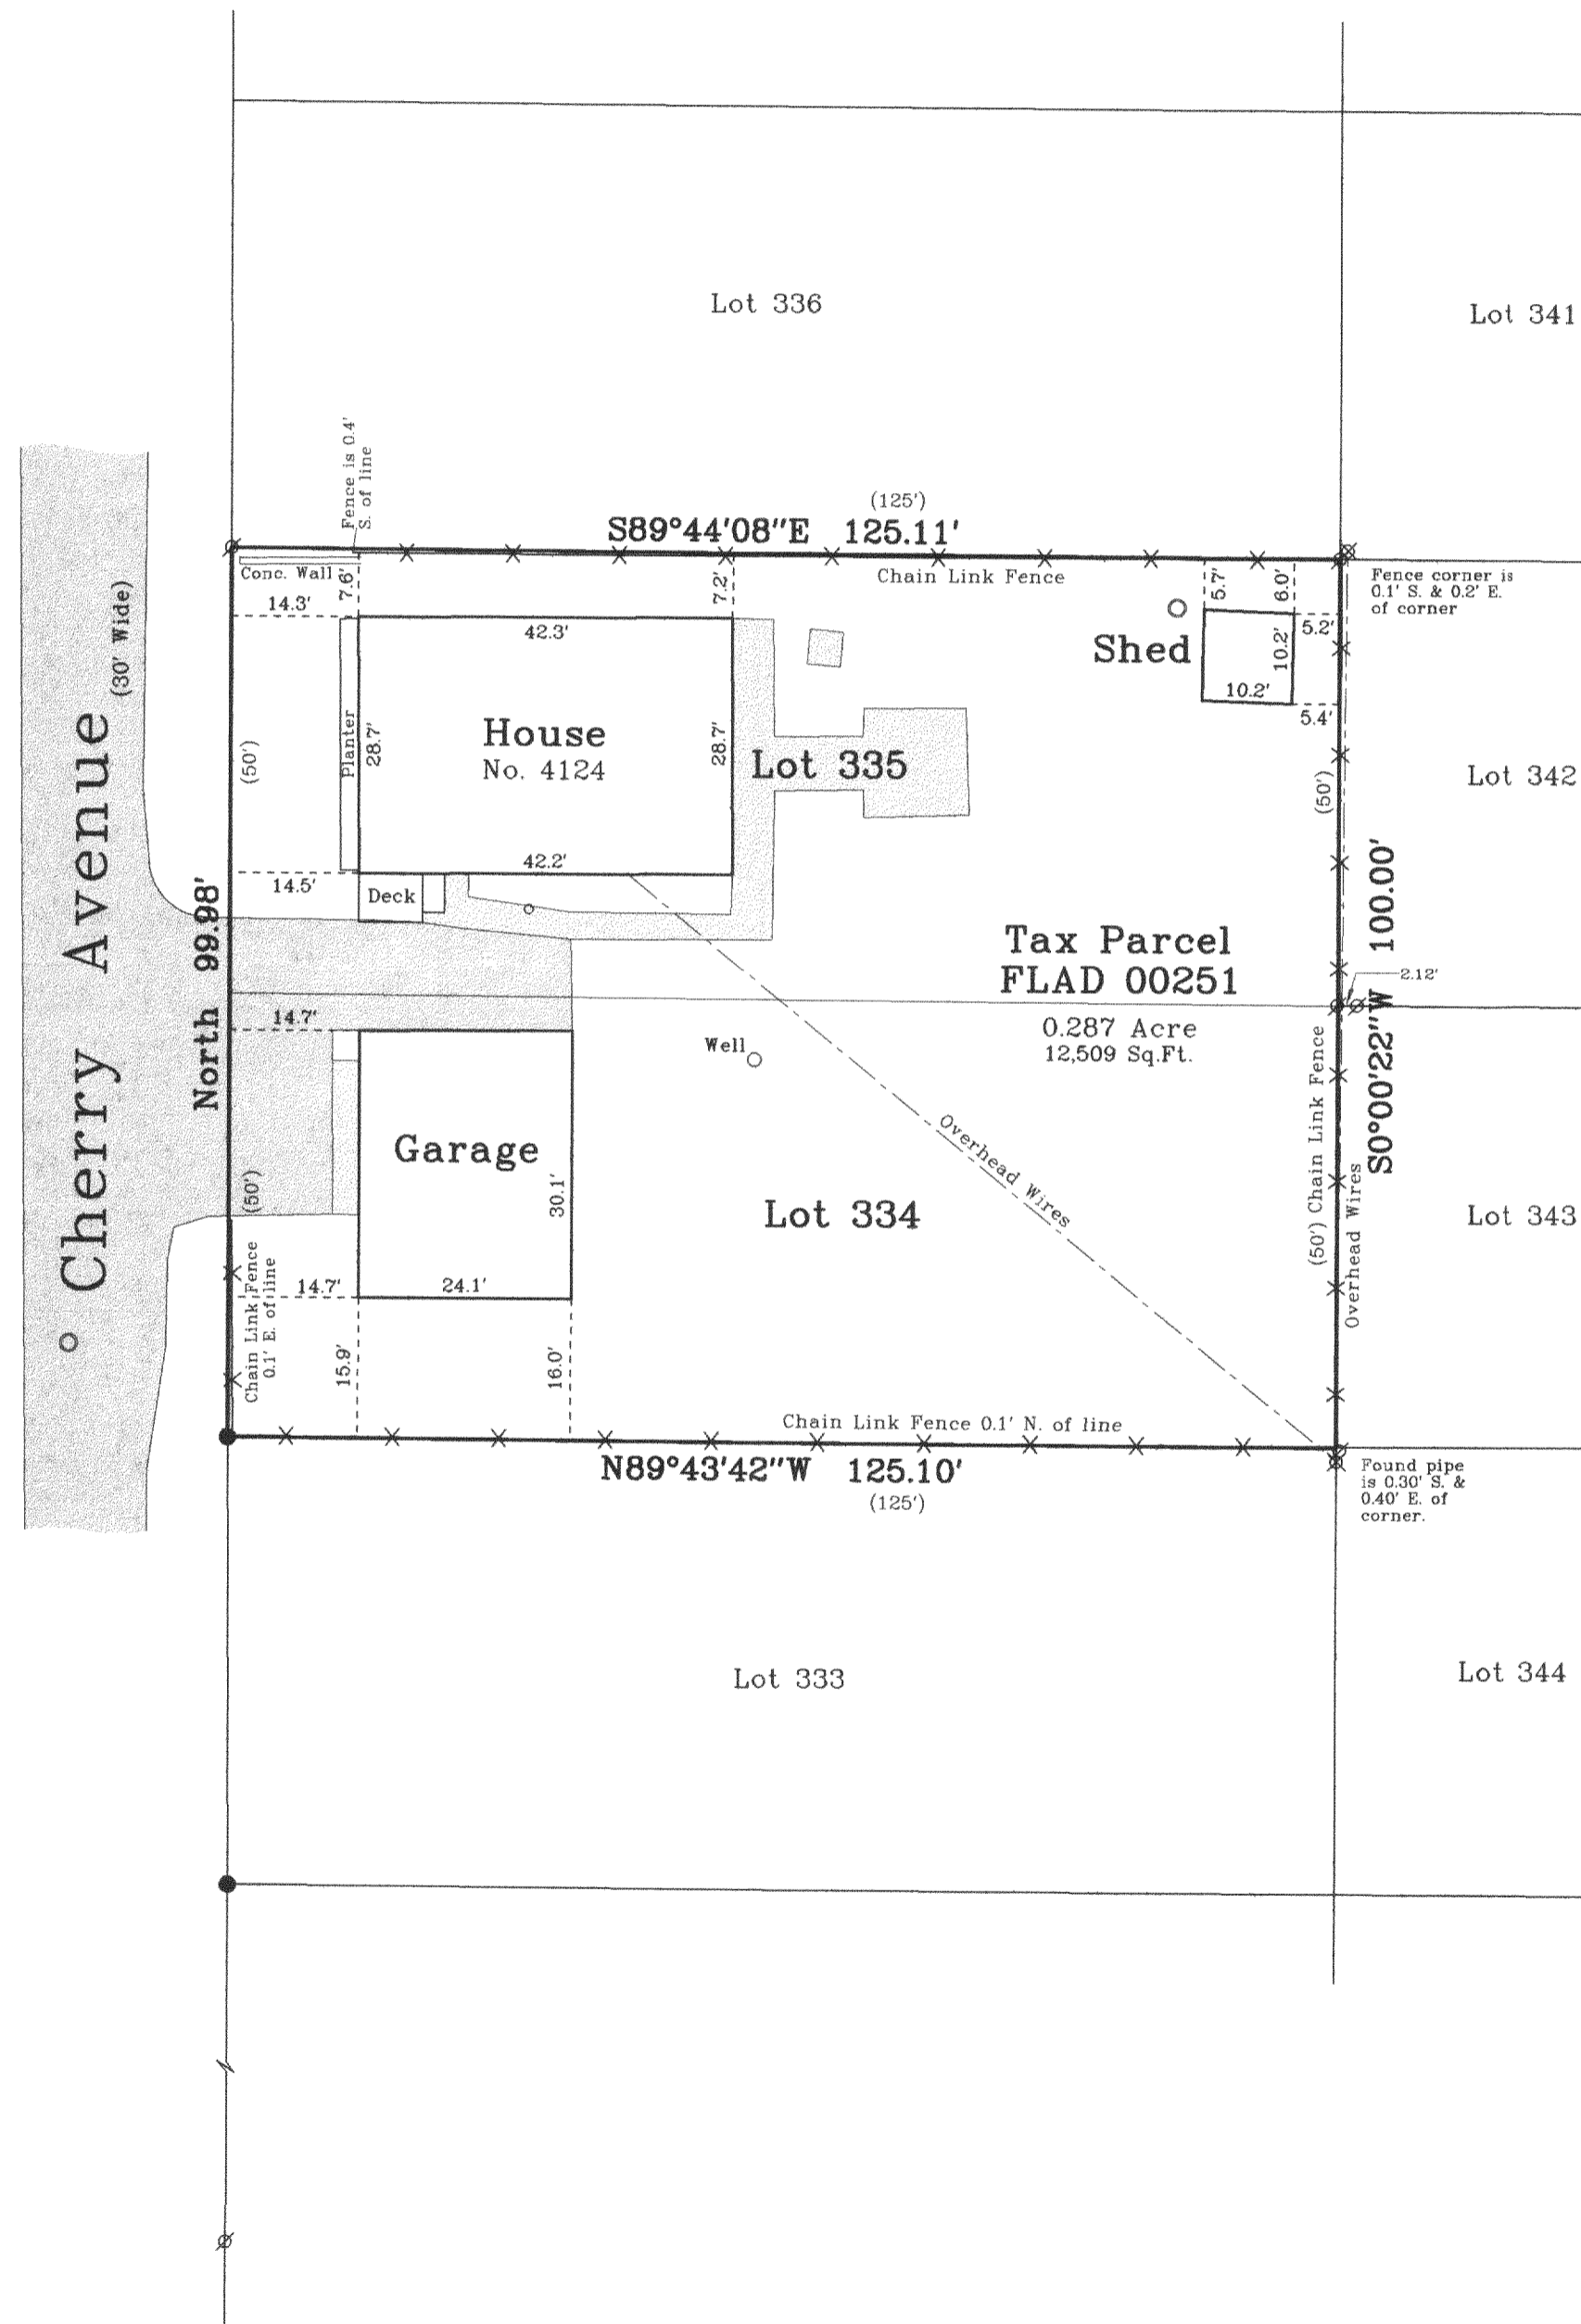 Lot 336
Lot 341
Fence is 0.4'
S. of line
(125')
S89°44'08"E 125.11'
Conc. Wall
7.6'
7.2'
Chain Link Fence
5.7'
6.0'
Fence corner is
0.1' S. & 0.2' E.
of corner
14.3'
42.3'
Shed
5.2'
10.2'
10.2'
5.4'
Cherry Avenue
(30' Wide)
(50')
Planter
28.7'
House
No. 4124
28.7'
Lot 335
(50')
Lot 342
42.2'
14.5'
Deck
North 99.98'
S0°00'22"W 100.00'
Tax Parcel
FLAD 00251
0.287 Acre
12,509 Sq.Ft.
2.12'
14.7'
Well
Garage
30.1'
Overhead Wires
(50') Chain Link Fence
Overhead Wires
Lot 334
Lot 343
(50')
Chain Link Fence
0.1' E. of line
14.7'
24.1'
15.9'
16.0'
Chain Link Fence 0.1' N. of line
N89°43'42"W 125.10'
(125')
Found pipe
is 0.30' S. &
0.40' E. of
corner.
Lot 333
Lot 344